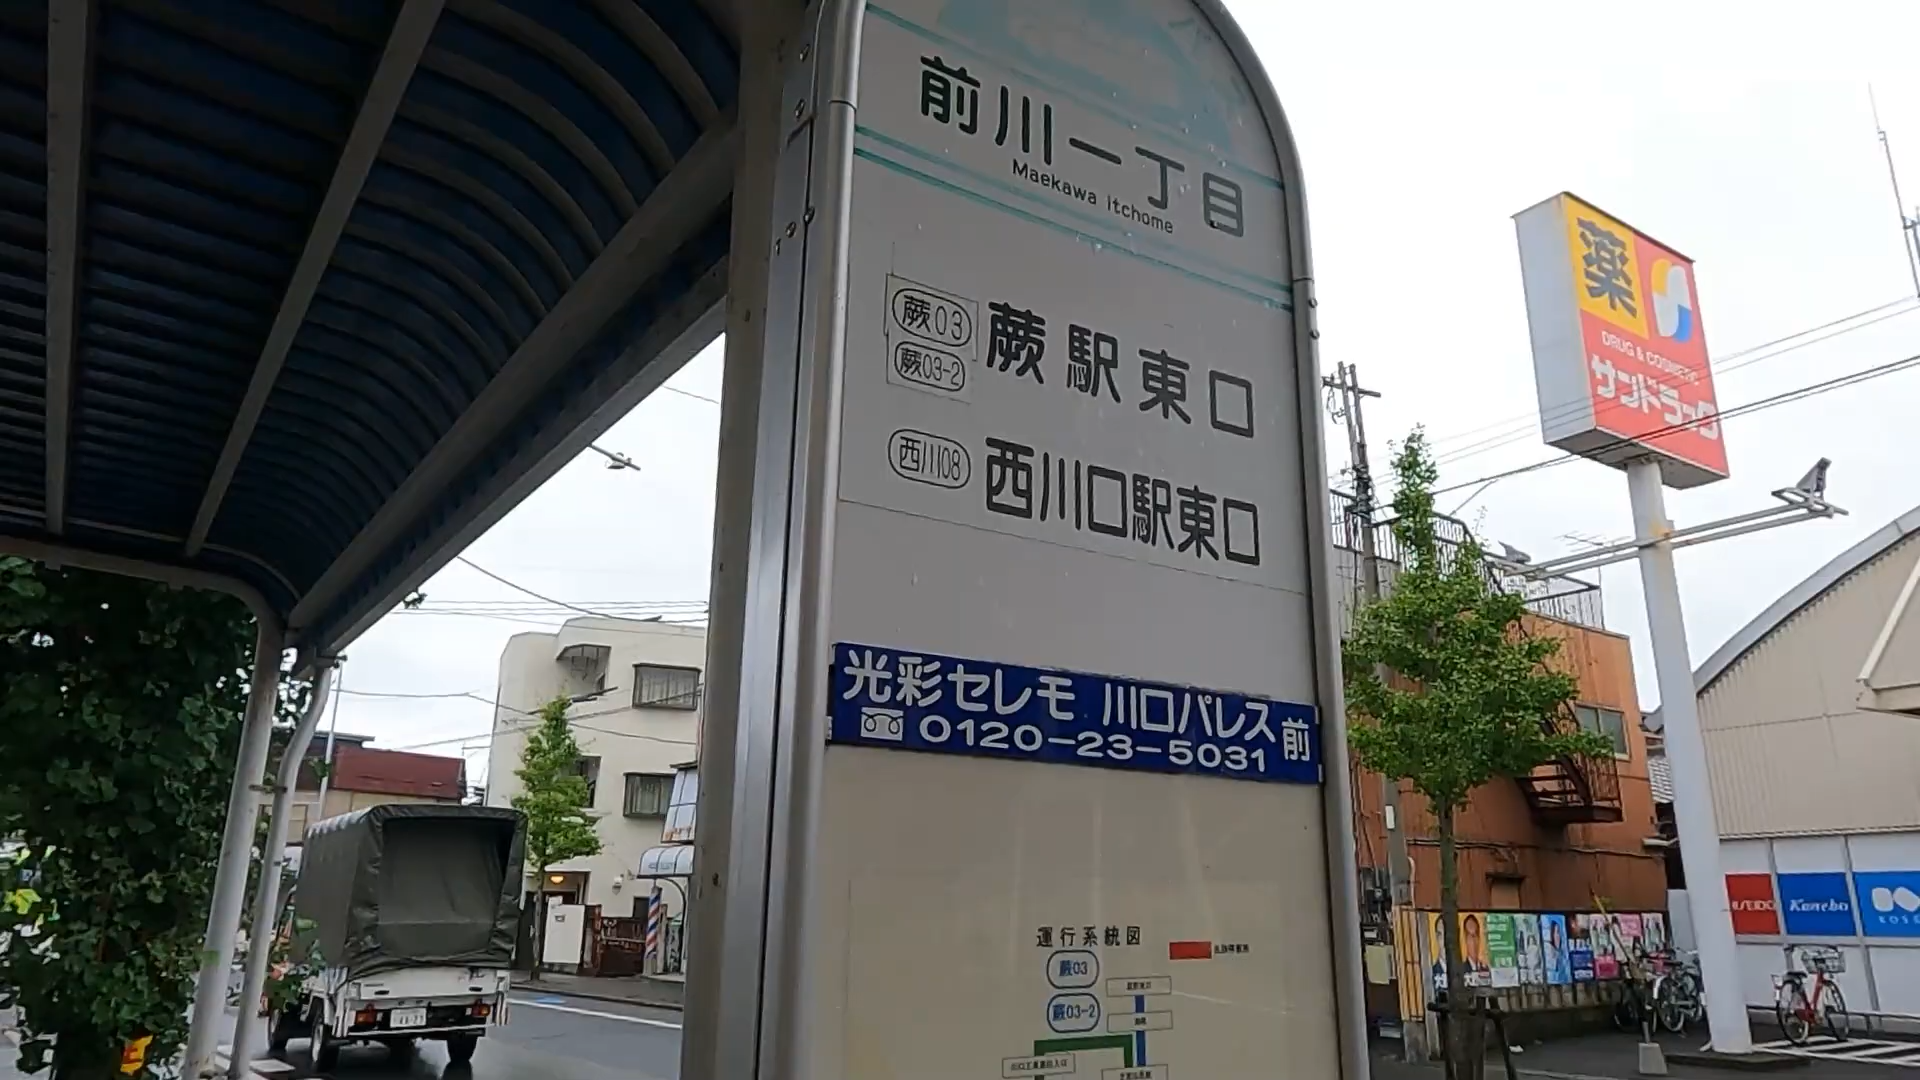 前川一丁目
Maekawa Itchome
蕨03
蕨03-2
蕨駅東口
西川08
西川口駅東口
光彩セレモ 川口パレス前
0120-23-5031
運行系統図
蕨03
蕨03-2
薬
DRUG & COSMETIC
サンドラッグ
Kanebo